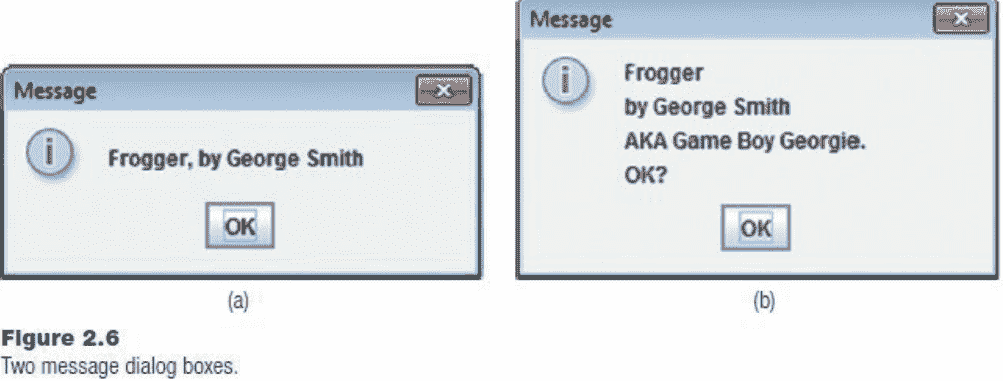 Message
Frogger, by George Smith
OK
(a)
Message
Frogger
by George Smith
AKA Game Boy Georgie.
OK?
OK
(b)
Figure 2.6
Two message dialog boxes.